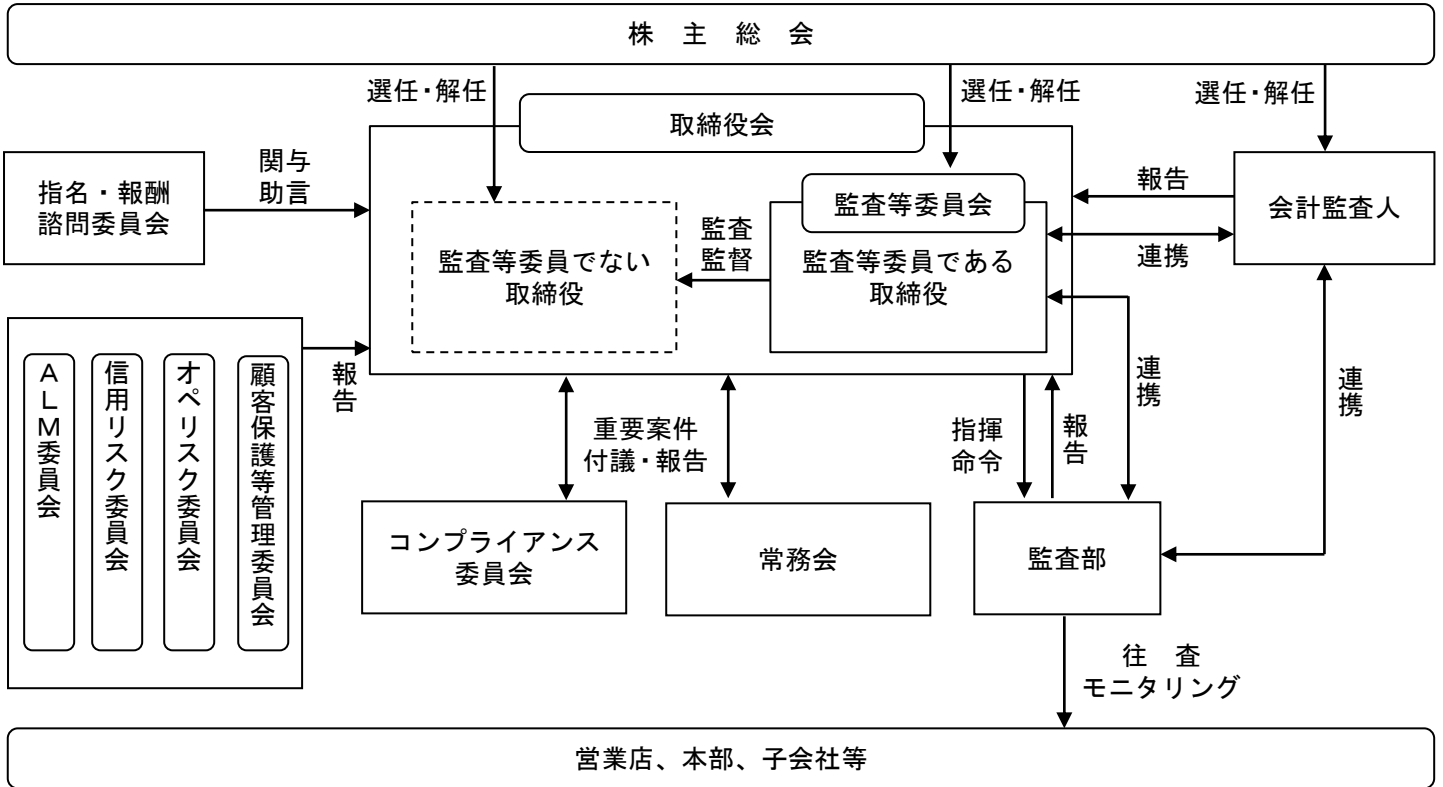 株 主 総 会
選任・解任
選任・解任
選任・解任
取締役会
指名・報酬
諮問委員会
関与
助言
監査等委員会
報告
会計監査人
監査等委員でない
取締役
監査
監督
監査等委員である
取締役
連携
ALM委員会
信用リスク委員会
オペリスク委員会
顧客保護等管理委員会
報告
重要案件
付議・報告
指揮
命令
報告
連携
連携
コンプライアンス
委員会
常務会
監査部
往 査
モニタリング
営業店、本部、子会社等